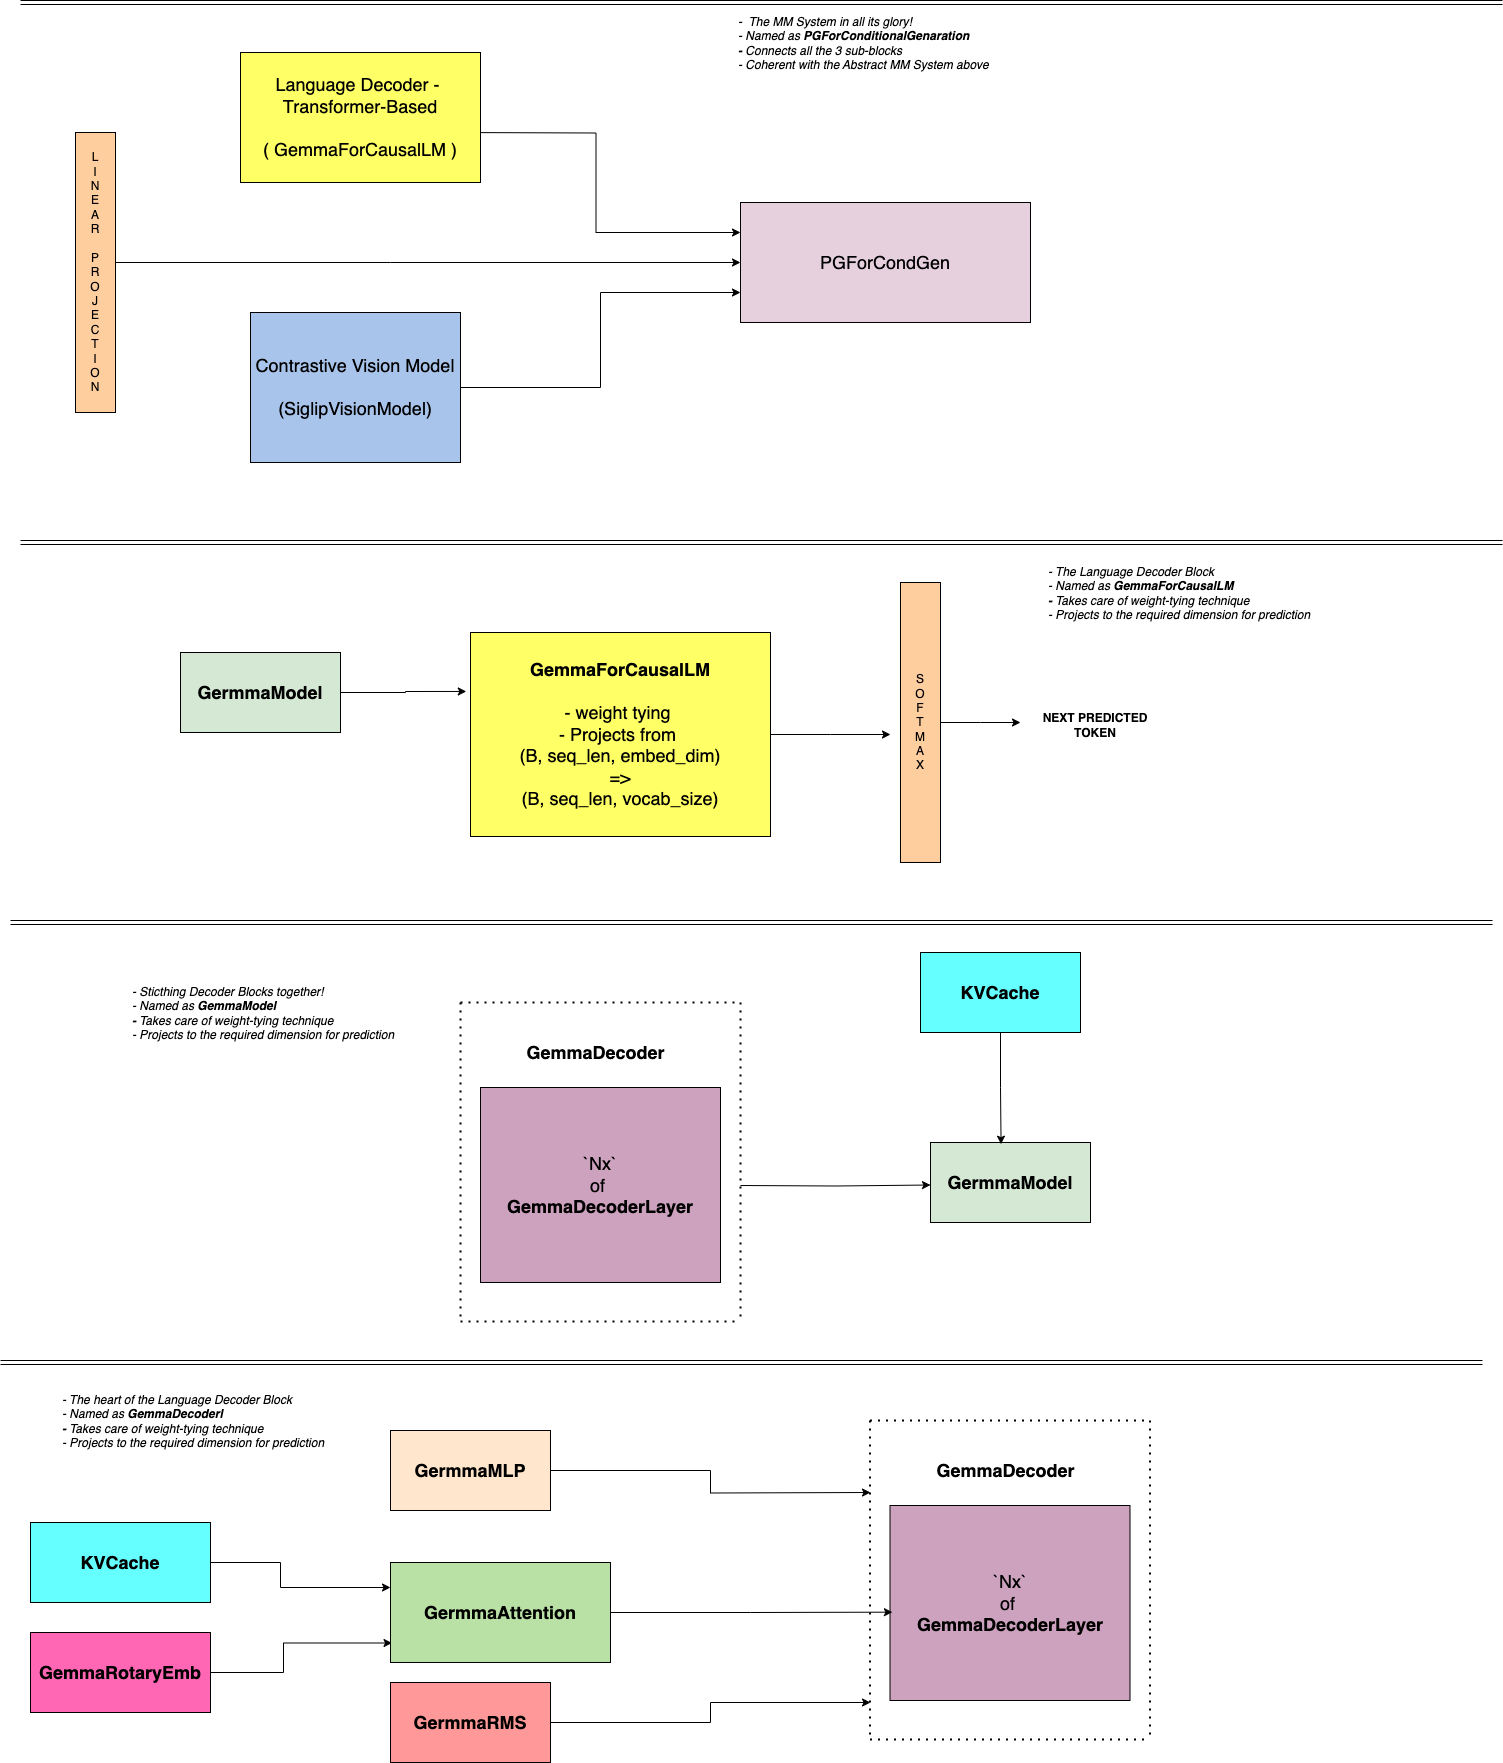 -  The MM System in all its glory!
- Named as PGForConditionalGenaration
- Connects all the 3 sub-blocks
- Coherent with the Abstract MM System above
Language Decoder -
Transformer-Based
( GemmaForCausalLM )
L
I
N
E
A
R
P
R
O
J
E
C
T
I
O
N
PGForCondGen
Contrastive Vision Model
(SiglipVisionModel)
- The Language Decoder Block
- Named as GemmaForCausalLM
- Takes care of weight-tying technique
- Projects to the required dimension for prediction
GermmaModel
GemmaForCausalLM
- weight tying
- Projects from
(B, seq_len, embed_dim)
=>
(B, seq_len, vocab_size)
S
O
F
T
M
A
X
NEXT PREDICTED
TOKEN
- Sticthing Decoder Blocks together!
- Named as GemmaModel
- Takes care of weight-tying technique
- Projects to the required dimension for prediction
KVCache
GemmaDecoder
`Nx`
of
GemmaDecoderLayer
GermmaModel
- The heart of the Language Decoder Block
- Named as GemmaDecoderl
- Takes care of weight-tying technique
- Projects to the required dimension for prediction
GermmaMLP
GemmaDecoder
KVCache
GermmaAttention
`Nx`
of
GemmaDecoderLayer
GemmaRotaryEmb
GermmaRMS